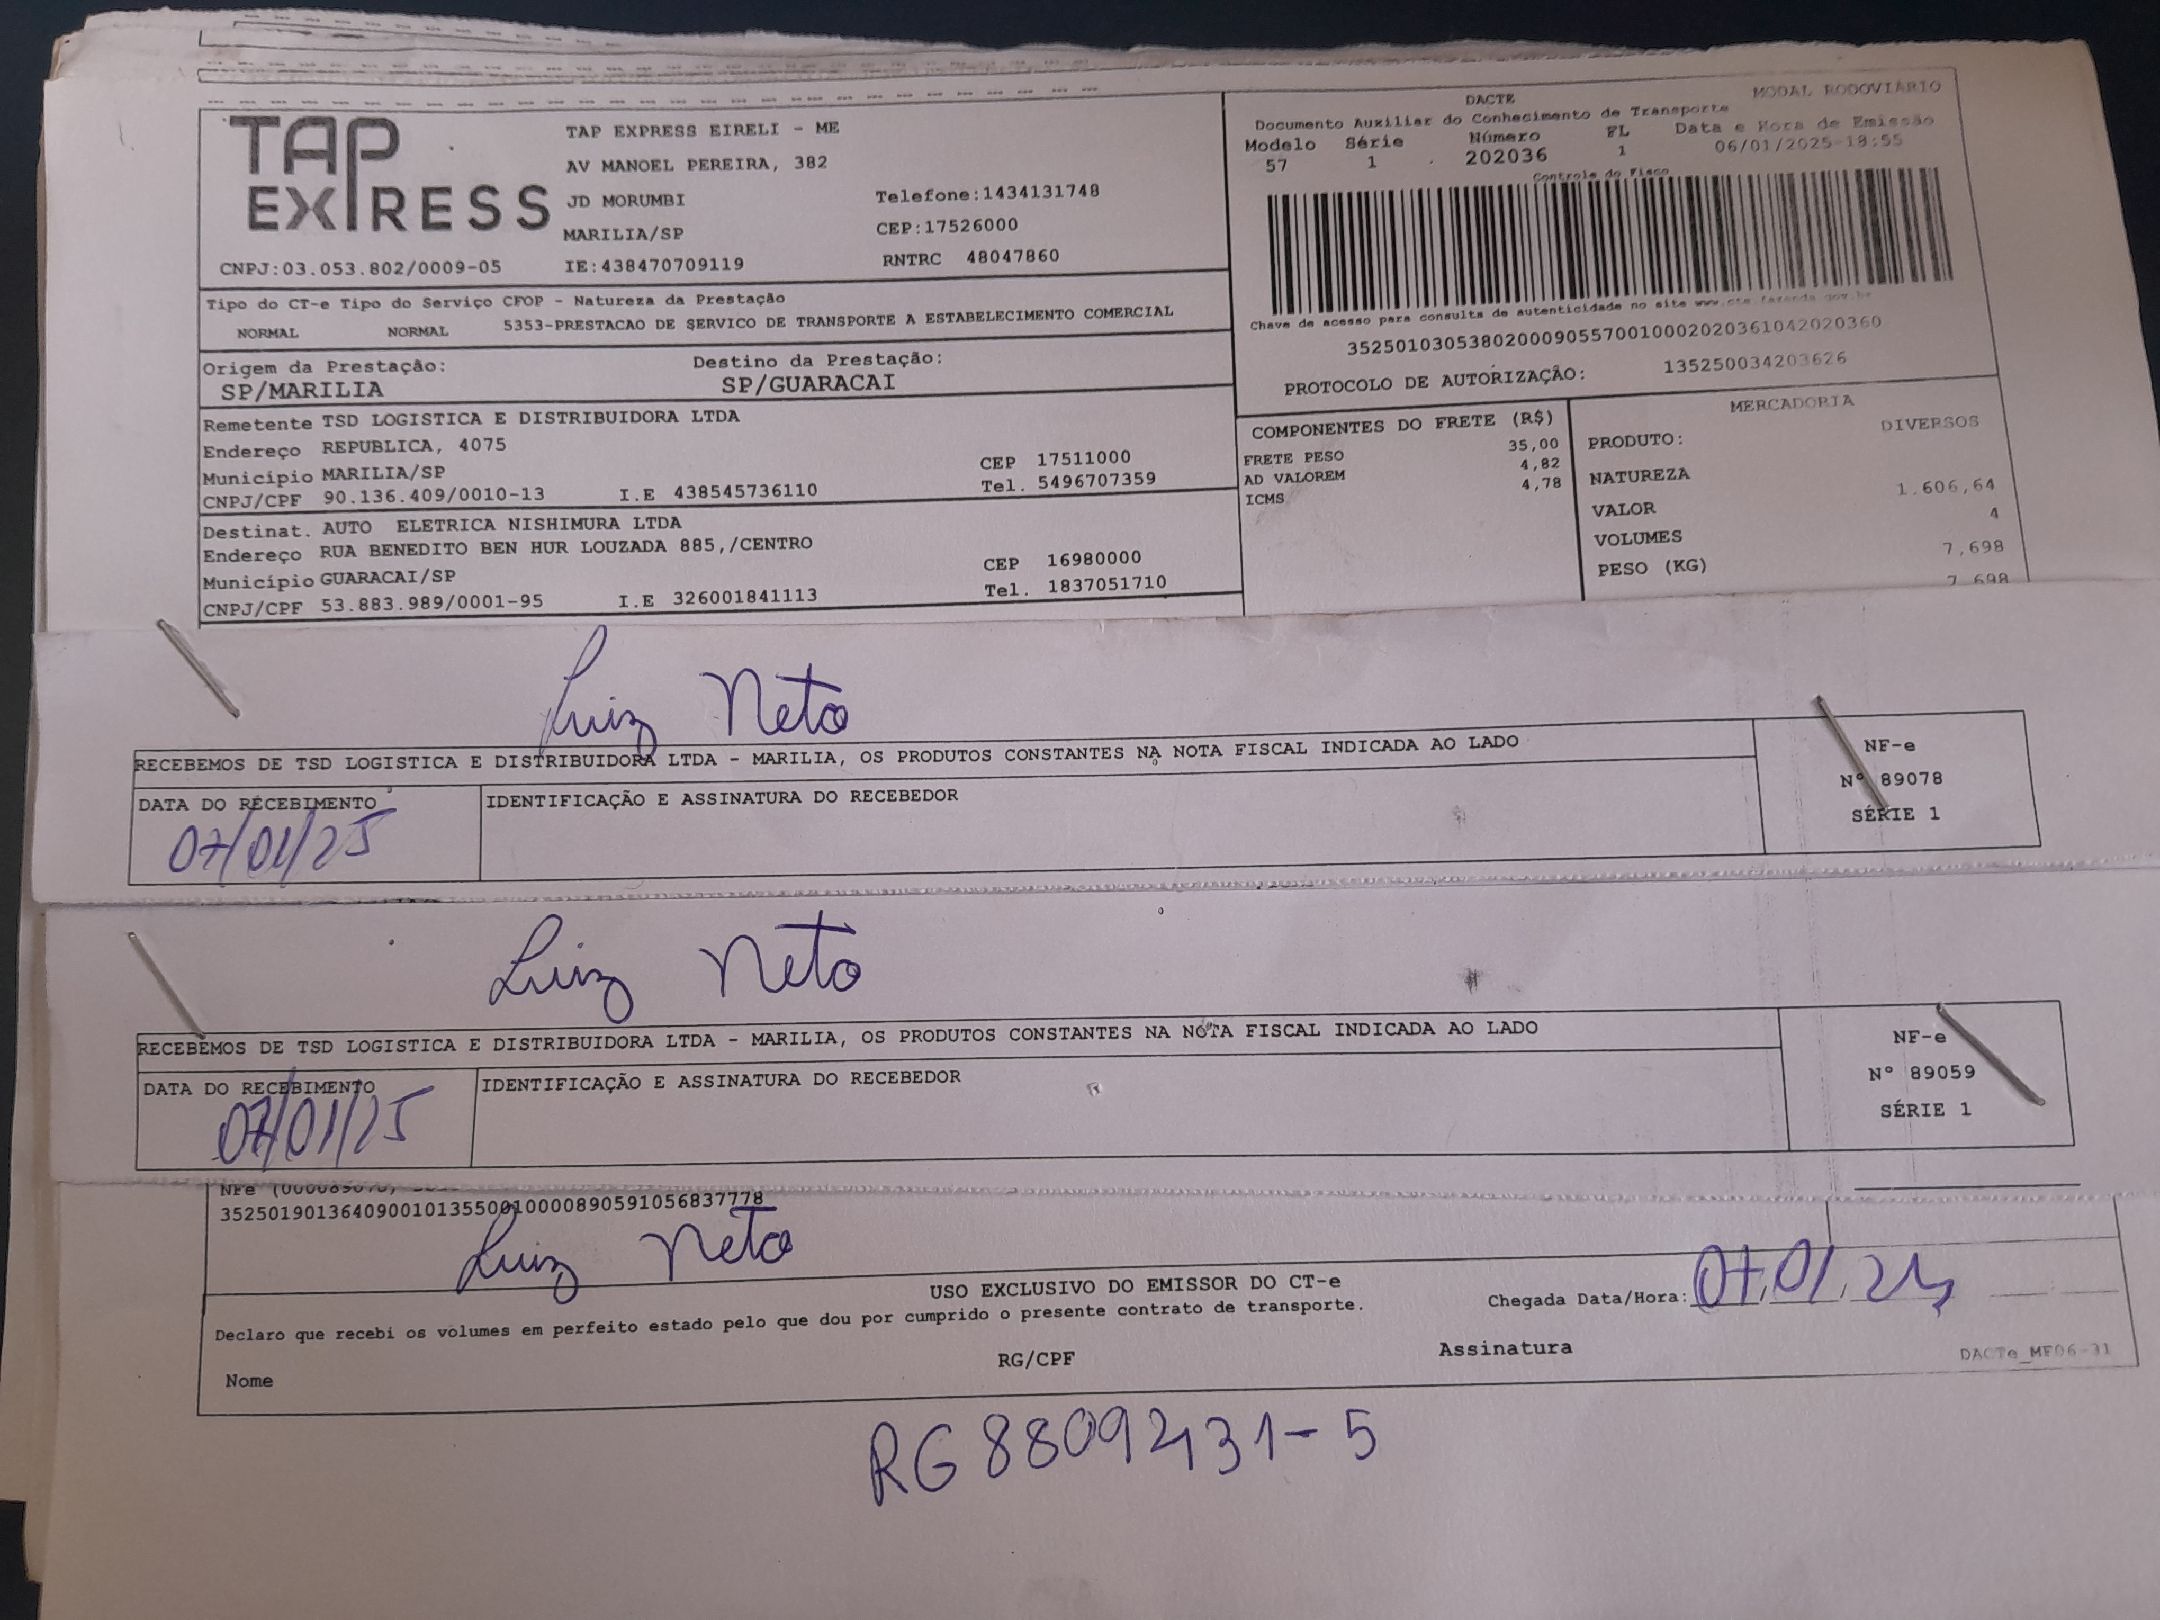 TAP EXPRESS
TAP EXPRESS EIRELI - ME
AV MANOEL PEREIRA, 382
JD MORUMBI Telefone:1434131748
MARILIA/SP CEP:17526000
CNPJ:03.053.802/0009-05 IE:438470709119 RNTRC 48047860
DACTE MODAL RODOVIÁRIO
Documento Auxiliar do Conhecimento de Transporte
Modelo Série Número FL Data e Hora de Emissão
57 1 202036 1 06/01/2025-18:55
Controle do Fisco
Chave de acesso para consulta de autenticidade no site www.cte.fazenda.gov.br
35250103053802000905570010002020361042020360
PROTOCOLO DE AUTORIZAÇÃO: 135250034203626
Tipo do CT-e Tipo do Serviço CFOP - Natureza da Prestação
NORMAL NORMAL 5353-PRESTACAO DE SERVICO DE TRANSPORTE A ESTABELECIMENTO COMERCIAL
Origem da Prestação: Destino da Prestação:
SP/MARILIA SP/GUARACAI
Remetente TSD LOGISTICA E DISTRIBUIDORA LTDA
Endereço REPUBLICA, 4075
Município MARILIA/SP CEP 17511000
CNPJ/CPF 90.136.409/0010-13 I.E 438545736110 Tel. 5496707359
Destinat. AUTO ELETRICA NISHIMURA LTDA
Endereço RUA BENEDITO BEN HUR LOUZADA 885,/CENTRO
Município GUARACAI/SP CEP 16980000
CNPJ/CPF 53.883.989/0001-95 I.E 326001841113 Tel. 1837051710
COMPONENTES DO FRETE (R$)
FRETE PESO 35,00
AD VALOREM 4,82
ICMS 4,78
MERCADORIA
PRODUTO: DIVERSOS
NATUREZA
VALOR 1.606,64
VOLUMES 4
PESO (KG) 7,698
7,698
Luiz Neto
RECEBEMOS DE TSD LOGISTICA E DISTRIBUIDORA LTDA - MARILIA, OS PRODUTOS CONSTANTES NA NOTA FISCAL INDICADA AO LADO
DATA DO RECEBIMENTO IDENTIFICAÇÃO E ASSINATURA DO RECEBEDOR
07/01/25
NF-e
Nº 89078
SÉRIE 1
Luiz Neto
RECEBEMOS DE TSD LOGISTICA E DISTRIBUIDORA LTDA - MARILIA, OS PRODUTOS CONSTANTES NA NOTA FISCAL INDICADA AO LADO
DATA DO RECEBIMENTO IDENTIFICAÇÃO E ASSINATURA DO RECEBEDOR
07/01/25
NF-e
Nº 89059
SÉRIE 1
NFe
35250190136409001013550010000890591056837778
Luiz Neto
USO EXCLUSIVO DO EMISSOR DO CT-e
Declaro que recebi os volumes em perfeito estado pelo que dou por cumprido o presente contrato de transporte.
Chegada Data/Hora: 07/01/25
Nome RG/CPF Assinatura DACTe_MF06-31
RG 88092431-5